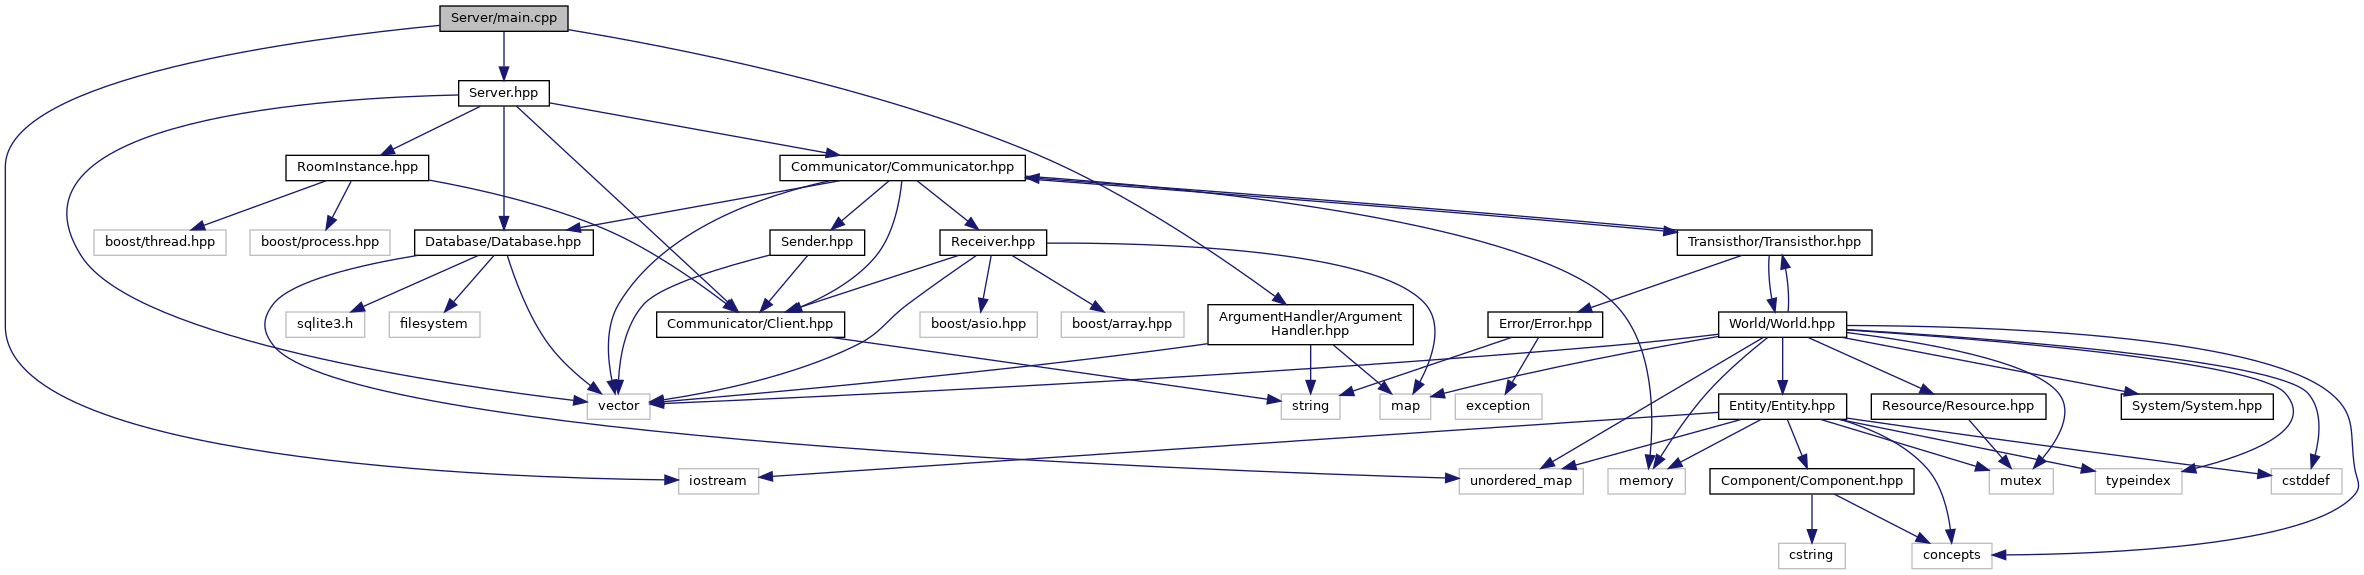 Server/main.cpp
Server.hpp
RoomInstance.hpp
Communicator/Communicator.hpp
boost/thread.hpp
boost/process.hpp
Database/Database.hpp
Sender.hpp
Receiver.hpp
Transisthor/Transisthor.hpp
sqlite3.h
filesystem
Communicator/Client.hpp
boost/asio.hpp
boost/array.hpp
ArgumentHandler/Argument
Handler.hpp
Error/Error.hpp
World/World.hpp
vector
string
map
exception
Entity/Entity.hpp
Resource/Resource.hpp
System/System.hpp
iostream
unordered_map
memory
Component/Component.hpp
mutex
typeindex
cstddef
cstring
concepts